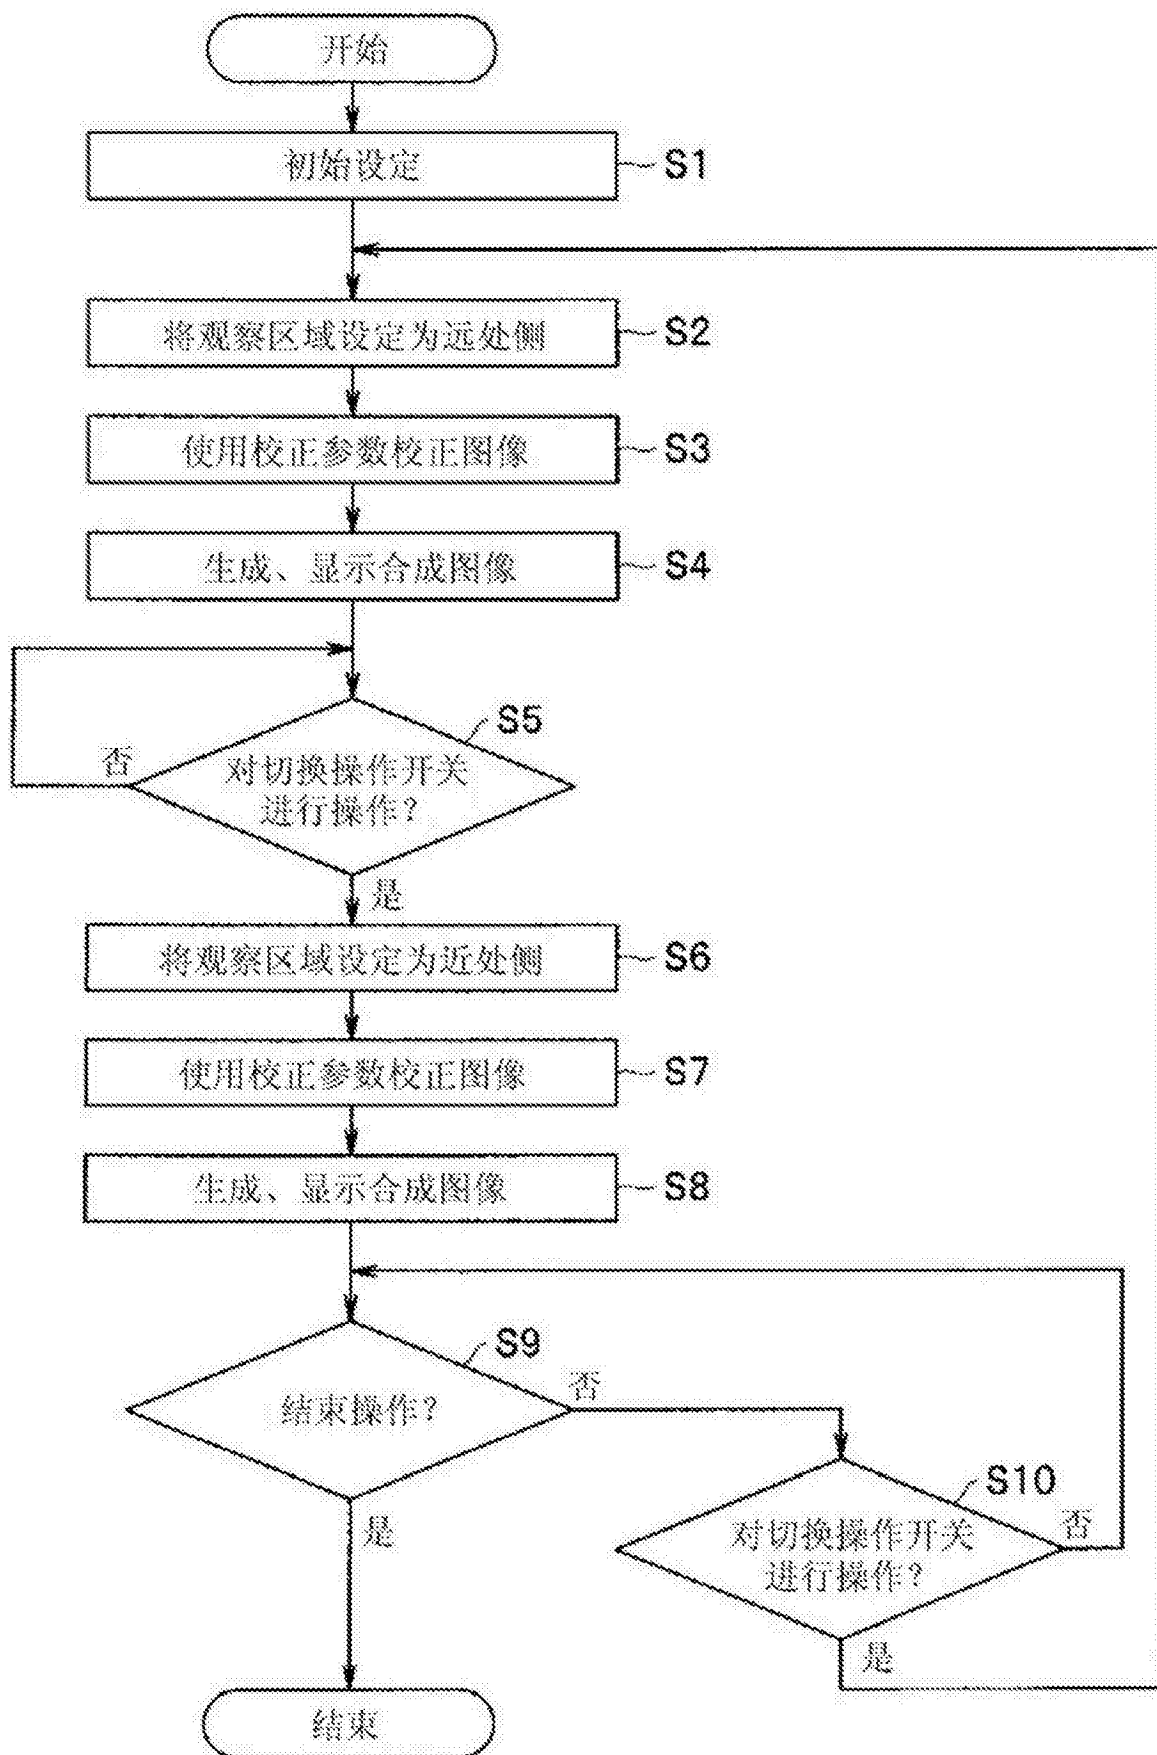 开始
初始设定
S1
将观察区域设定为远处侧
S2
使用校正参数校正图像
S3
生成、显示合成图像
S4
S5
否
对切换操作开关
进行操作?
是
将观察区域设定为近处侧
S6
使用校正参数校正图像
S7
生成、显示合成图像
S8
S9
否
结束操作?
S10
是
对切换操作开关
进行操作?
否
是
结束